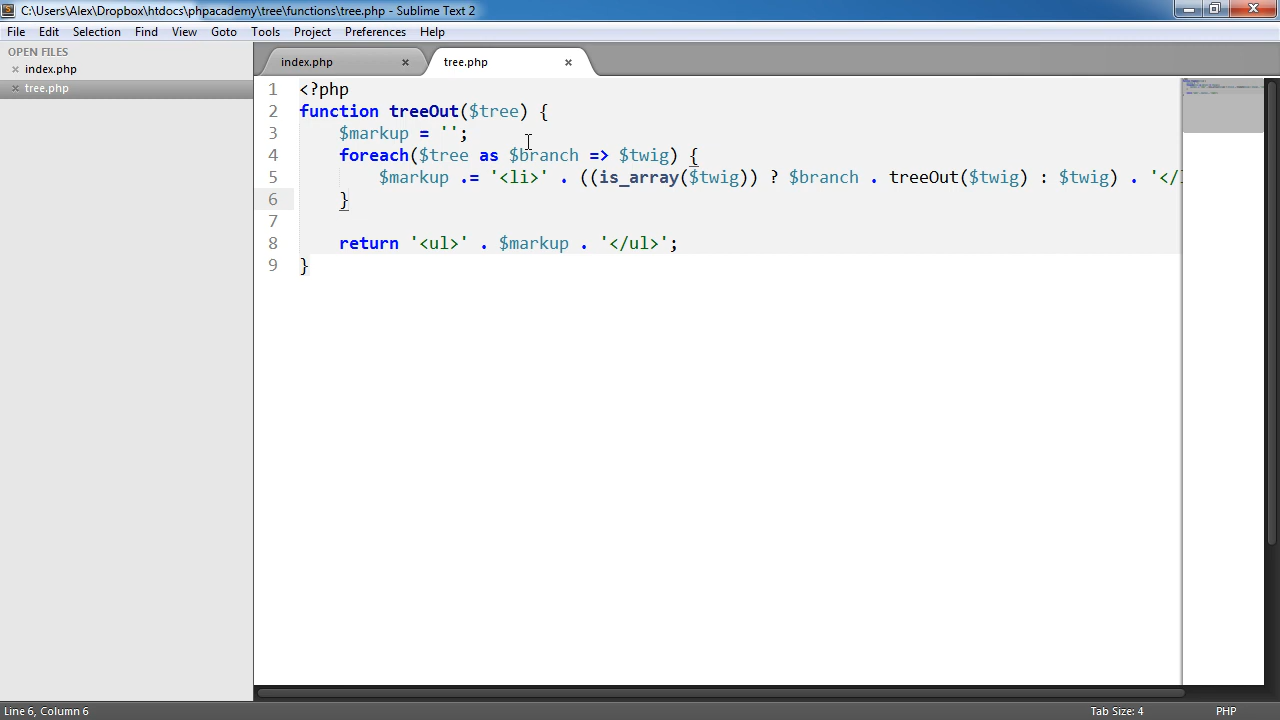 C:\Users\Alex\Dropbox\htdocs\phpacademy\tree\functions\tree.php - Sublime Text 2
File Edit Selection Find View Goto Tools Project Preferences Help
OPEN FILES
index.php
tree.php
index.php tree.php
1 <?php
2 function treeOut($tree) {
3 $markup = '';
4 foreach($tree as $branch => $twig) {
5 $markup .= '<li>' . ((is_array($twig)) ? $branch . treeOut($twig) : $twig) . '</l
6 }
7
8 return '<ul>' . $markup . '</ul>';
9 }
Line 6, Column 6 Tab Size: 4 PHP